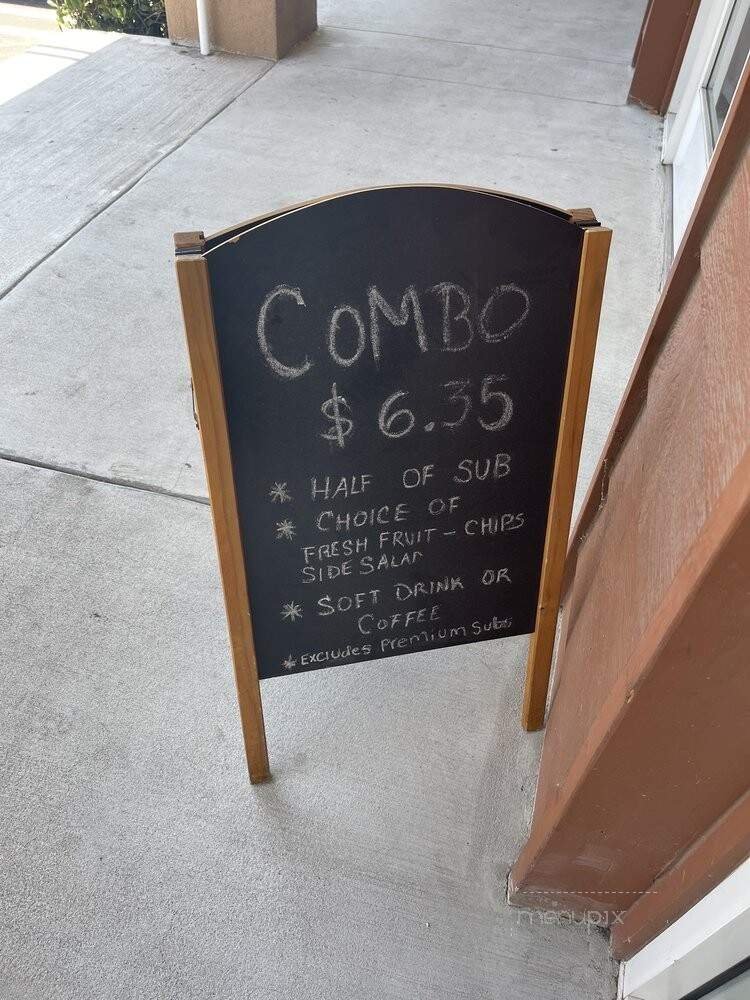 COMBO
$ 6.35
* HALF OF SUB
* CHOICE OF
FRESH FRUIT - CHIPS
SIDE SALAD
* SOFT DRINK OR
COFFEE
* EXCLUdes Premium Subs
menupix